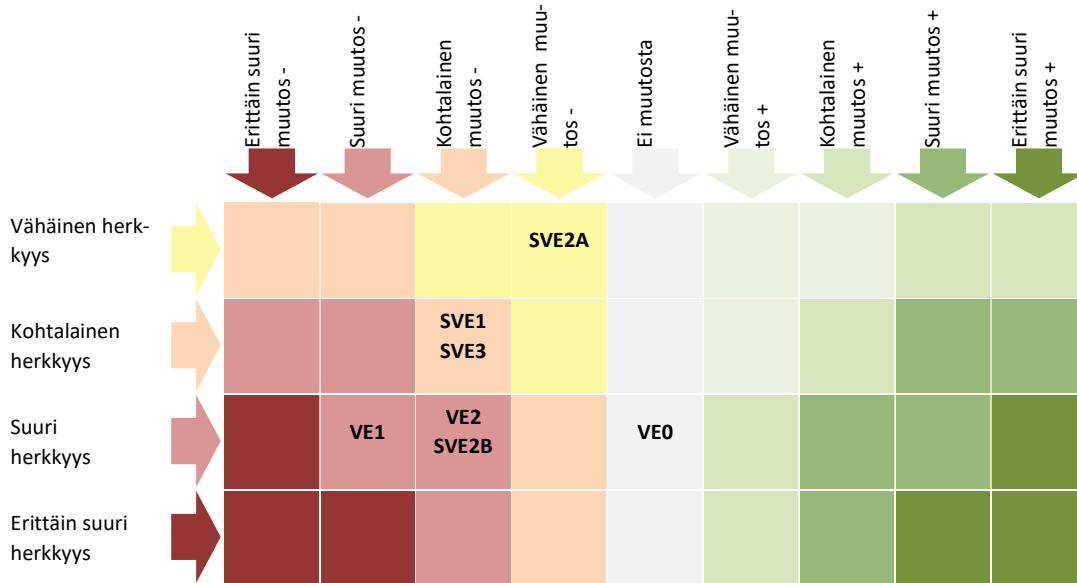 Erittäin suuri
muutos -
Suuri muutos -
Kohtalainen
muutos -
Vähäinen muu-
tos -
Ei muutosta
Vähäinen muu-
tos +
Kohtalainen
muutos +
Suuri muutos +
Erittäin suuri
muutos +
Vähäinen herk-
kyys
SVE2A
Kohtalainen
herkkyys
SVE1
SVE3
Suuri
herkkyys
VE1
VE2
SVE2B
VE0
Erittäin suuri
herkkyys